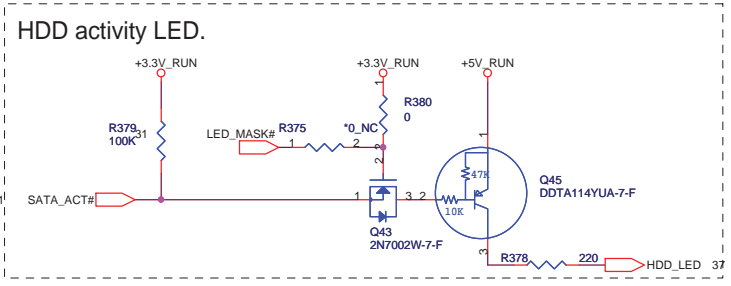 HDD activity LED.
+3.3V_RUN
+3.3V_RUN
+5V_RUN
1
R380
0
R379
31
100K
LED_MASK#
R375
*0_NC
1
2
2
2
1
47K
Q45
DDTA114YUA-7-F
SATA_ACT#
1
3
2
10K
Q43
2N7002W-7-F
3
R378
220
HDD_LED
37